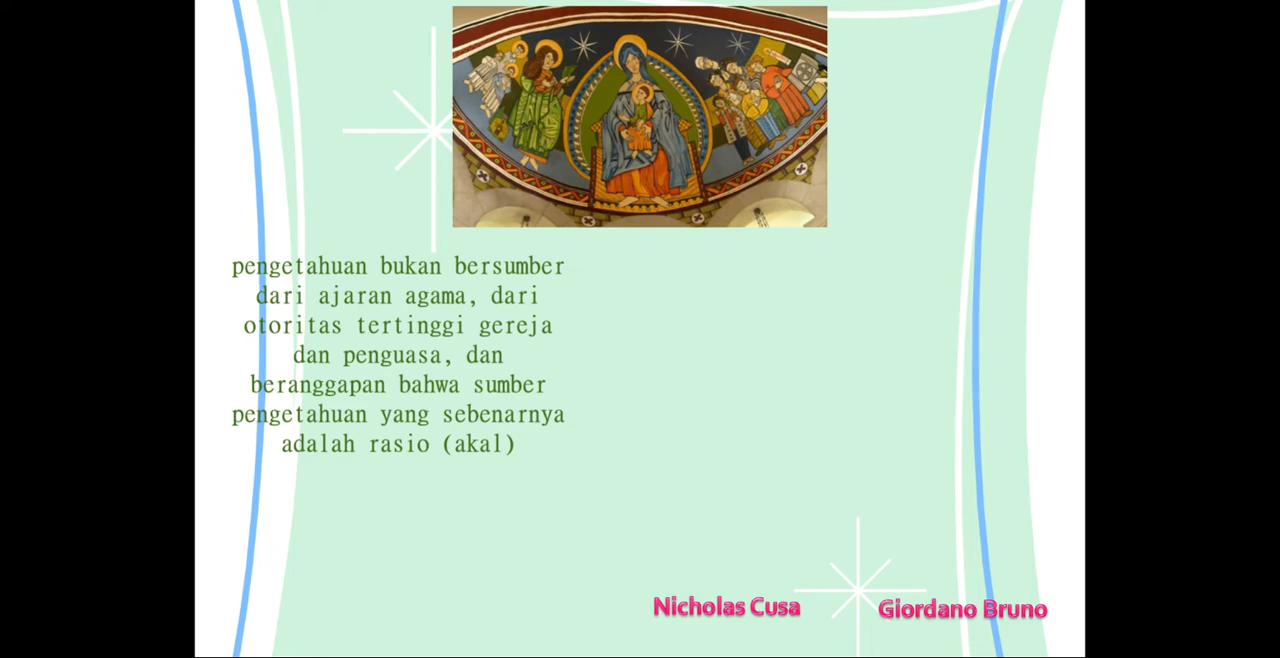 pengetahuan bukan bersumber
dari ajaran agama, dari
otoritas tertinggi gereja
dan penguasa, dan
beranggapan bahwa sumber
pengetahuan yang sebenarnya
adalah rasio (akal)
Nicholas Cusa
Giordano Bruno